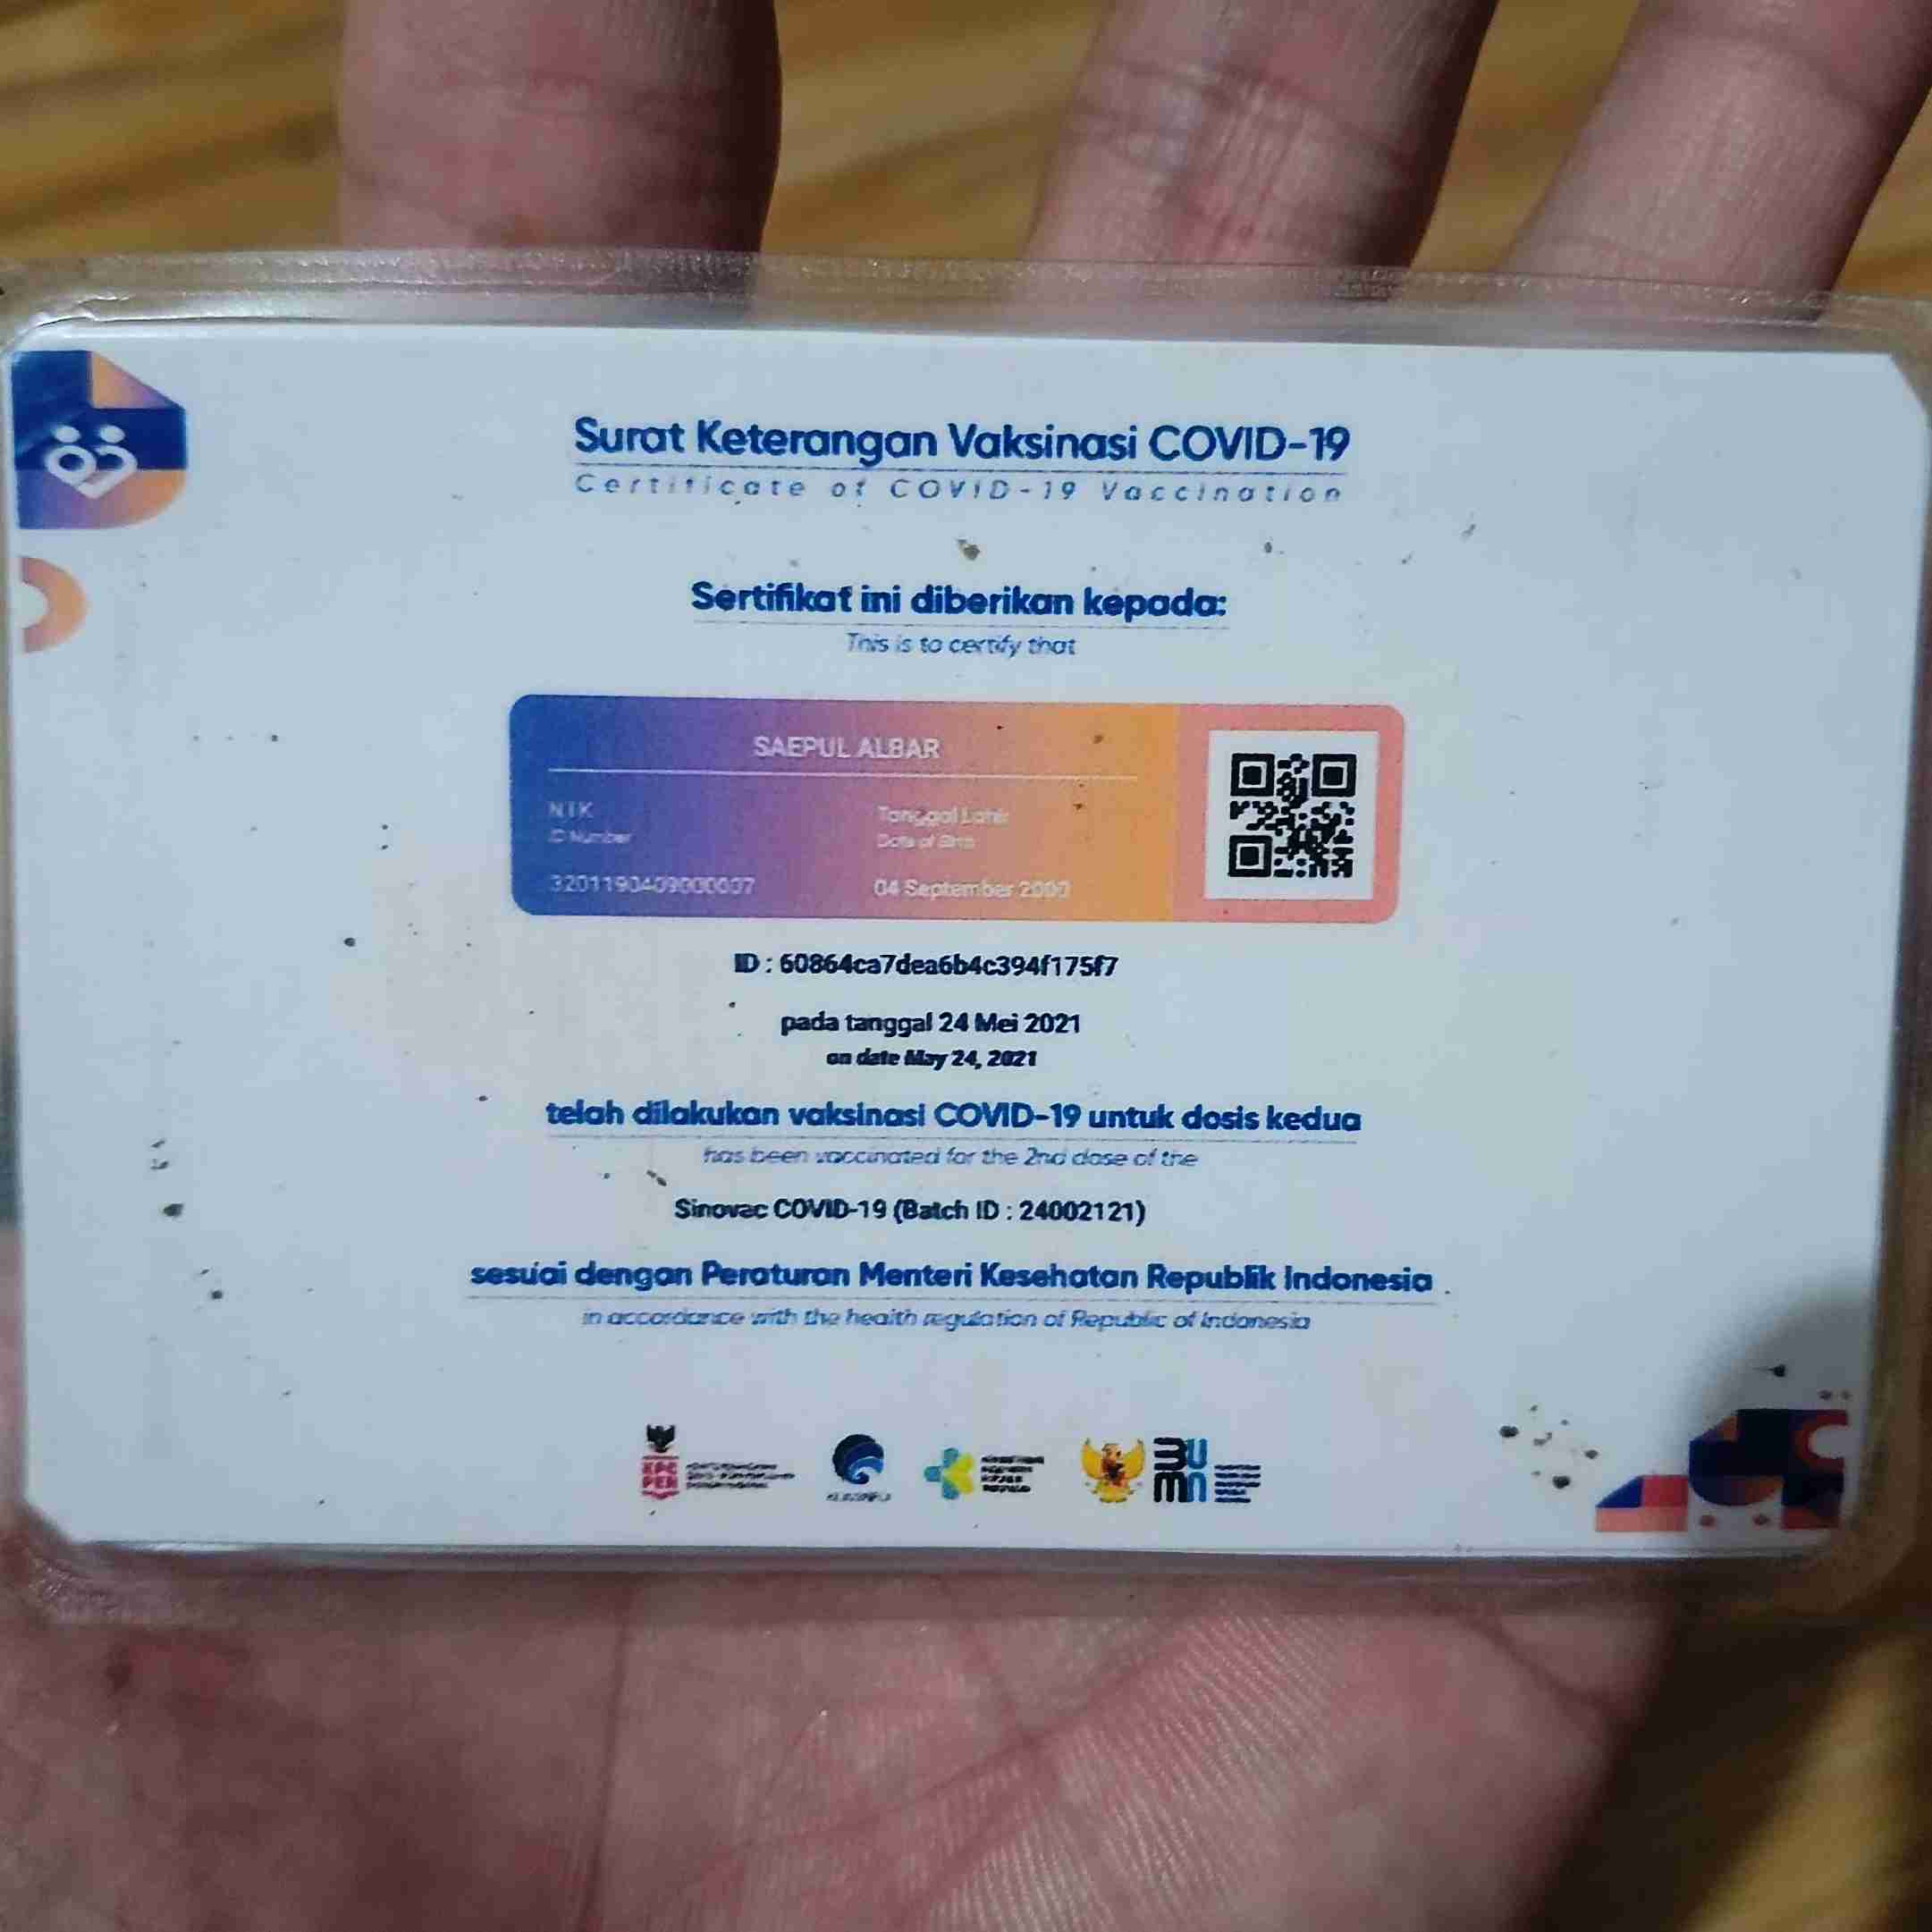 Surat Keterangan Vaksinasi COVID-19
Certificate of COVID-19 Vaccination
Sertifikat ini diberikan kepada:
This is to certify that
SAEPUL ALBAR
NIK Tanggal Lahir
ID Number Date of Birth
3201190409000007 04 September 2000
ID : 60864ca7dea6b4c394f175f7
pada tanggal 24 Mei 2021
on date May 24, 2021
telah dilakukan vaksinasi COVID-19 untuk dosis kedua
has been vaccinated for the 2nd dose of the
Sinovac COVID-19 (Batch ID : 24002121)
sesuai dengan Peraturan Menteri Kesehatan Republik Indonesia
in accordance with the health regulation of Republic of Indonesia
KPC PEN KOMINFO BUMN